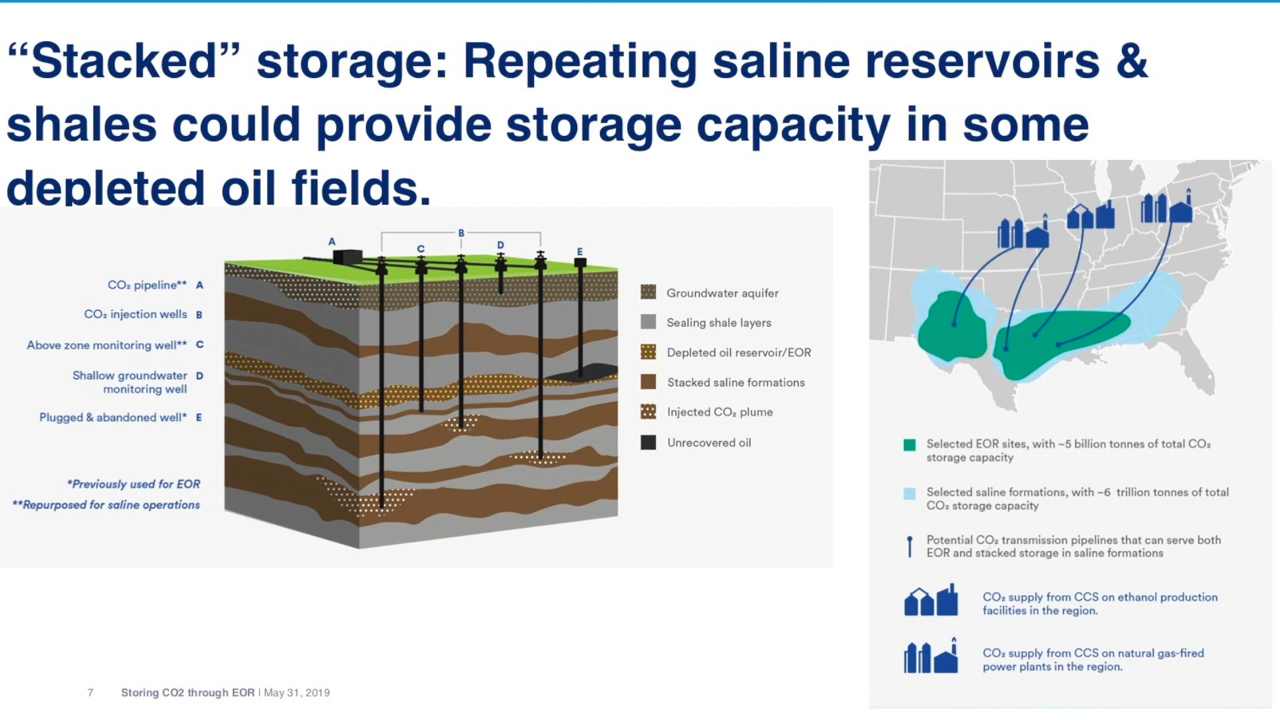 “Stacked” storage: Repeating saline reservoirs &
shales could provide storage capacity in some
depleted oil fields.
A
B
C
D
E
CO₂ pipeline** A
CO₂ injection wells B
Above zone monitoring well** C
Shallow groundwater D
monitoring well
Plugged & abandoned well* E
*Previously used for EOR
**Repurposed for saline operations
Groundwater aquifer
Sealing shale layers
Depleted oil reservoir/EOR
Stacked saline formations
Injected CO₂ plume
Unrecovered oil
Selected EOR sites, with ~5 billion tonnes of total CO₂
storage capacity
Selected saline formations, with ~6 trillion tonnes of total
CO₂ storage capacity
Potential CO₂ transmission pipelines that can serve both
EOR and stacked storage in saline formations
CO₂ supply from CCS on ethanol production
facilities in the region.
CO₂ supply from CCS on natural gas-fired
power plants in the region.
7 Storing CO2 through EOR | May 31, 2019